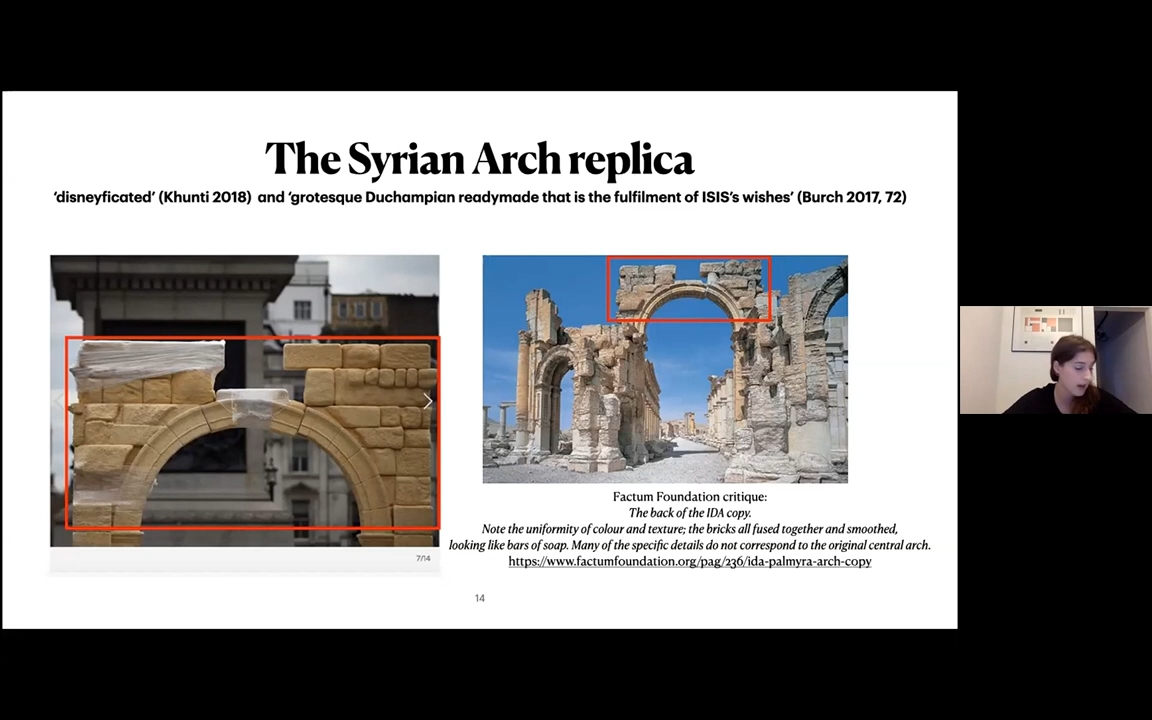 The Syrian Arch replica
‘disneyficated’ (Khunti 2018) and ‘grotesque Duchampian readymade that is the fulfilment of ISIS’s wishes’ (Burch 2017, 72)
7/14
Factum Foundation critique:
The back of the IDA copy.
Note the uniformity of colour and texture; the bricks all fused together and smoothed,
looking like bars of soap. Many of the specific details do not correspond to the original central arch.
https://www.factumfoundation.org/pag/236/ida-palmyra-arch-copy
14